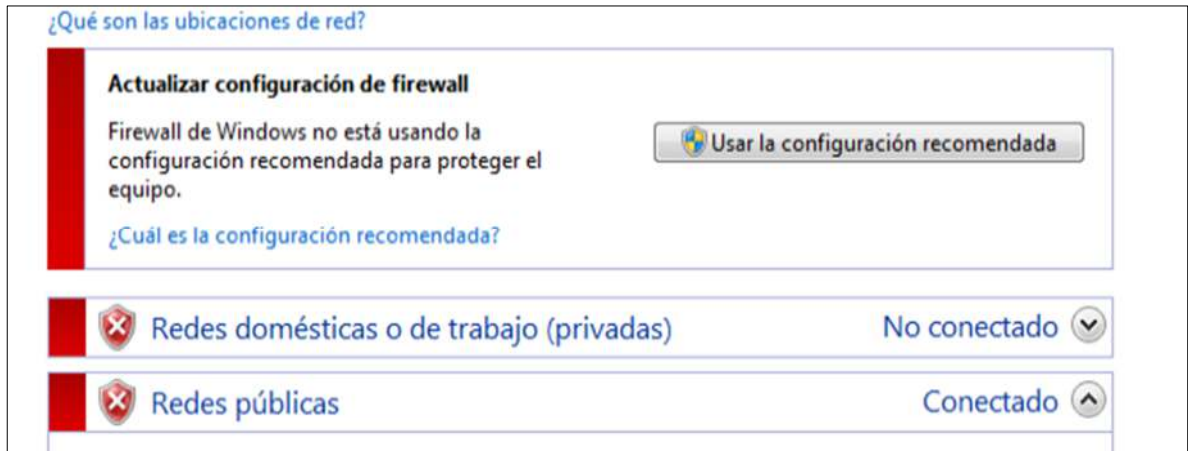 ¿Qué son las ubicaciones de red?
Actualizar configuración de firewall
Firewall de Windows no está usando la
configuración recomendada para proteger el
equipo.
Usar la configuración recomendada
¿Cuál es la configuración recomendada?
Redes domésticas o de trabajo (privadas) No conectado
Redes públicas Conectado